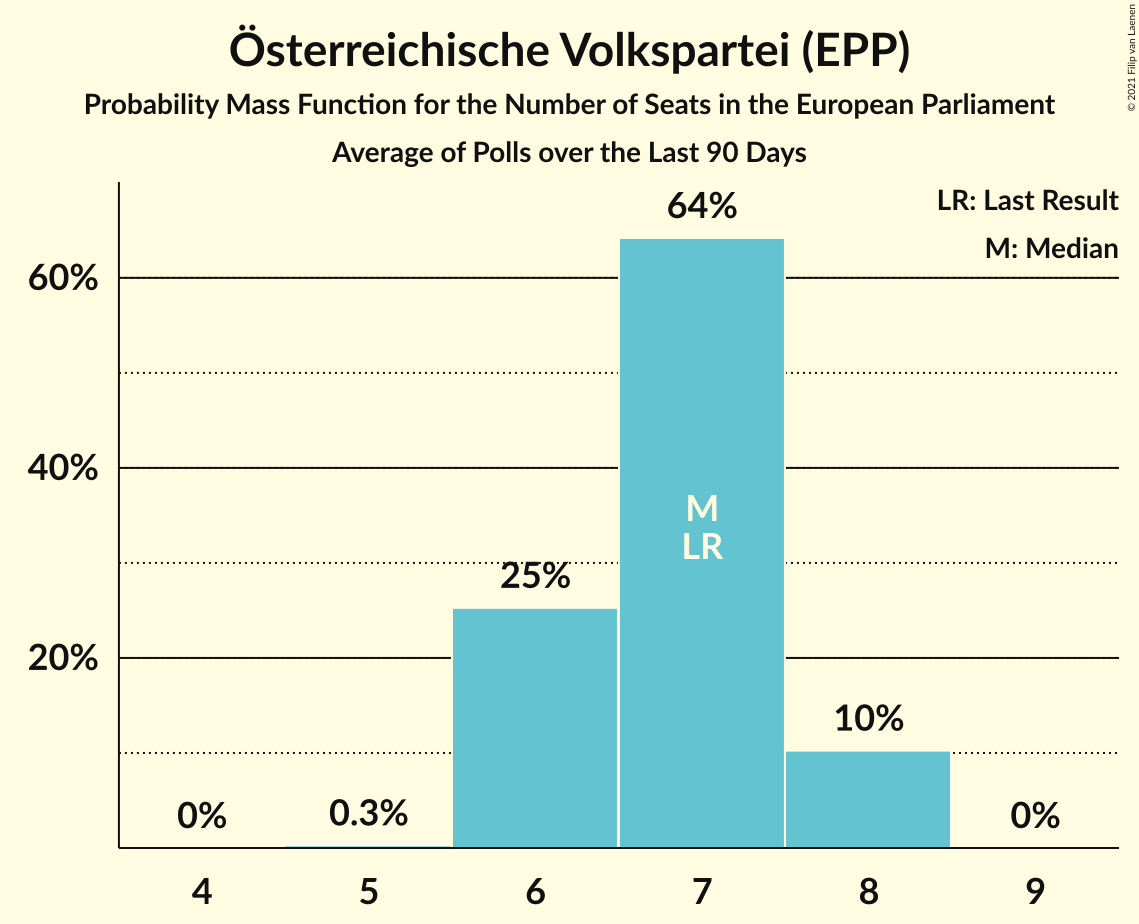 Österreichische Volkspartei (EPP)
Probability Mass Function for the Number of Seats in the European Parliament
Average of Polls over the Last 90 Days
© 2021 Filip van Laenen
LR: Last Result
M: Median
64%
60%
40%
20%
M
LR
25%
10%
0%
0.3%
0%
4
5
6
7
8
9